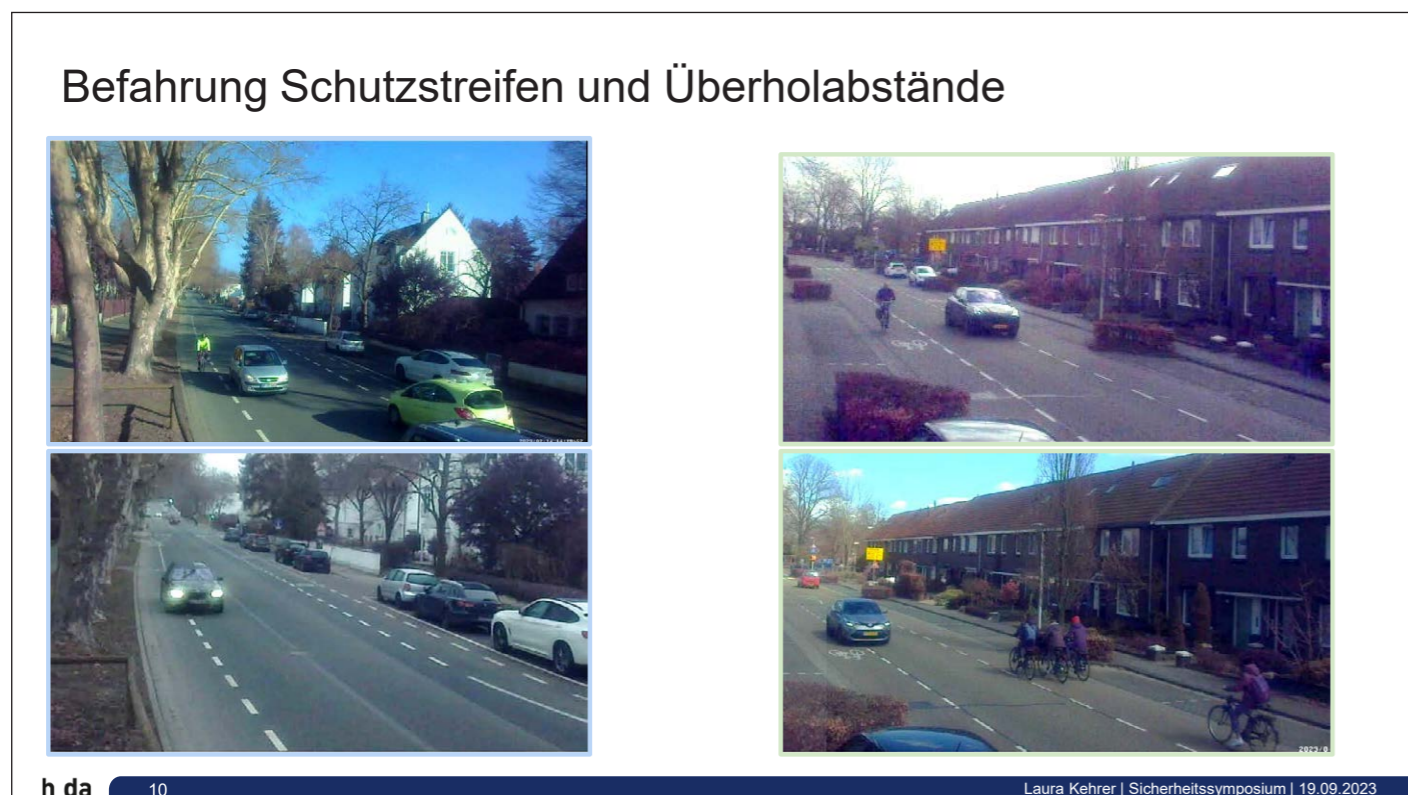 Befahrung Schutzstreifen und Überholabstände
h da
10
Laura Kehrer | Sicherheitssymposium | 19.09.2023